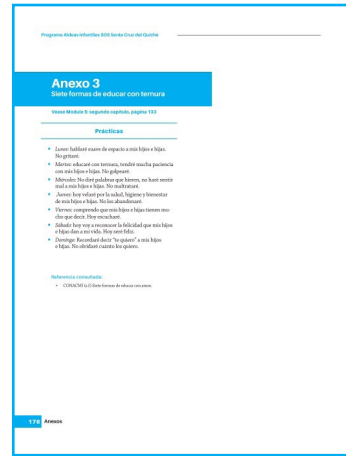 Programa Aldeas Infantiles SOS Santa Cruz del Quiché
Anexo 3
Siete formas de educar con ternura
Véase Módulo 5: segundo capítulo, página 132
Prácticas
• Lunes: hablaré suave de espacio a mis hijos e hijas.
No gritaré.
• Martes: educaré con ternura, tendré mucha paciencia
con mis hijos e hijas. No golpearé.
• Miércoles: No diré palabras que hieren, no haré sentir
mal a mis hijos e hijas. No maltrataré.
• Jueves: hoy velaré por la salud, higiene y bienestar
de mis hijos e hijas. No los abandonaré.
• Viernes: comprendo que mis hijos e hijas tienen mu-
cho que decir. Hoy escucharé.
• Sábado: hoy voy a reconocer la felicidad que mis hijos
e hijas dan a mi vida. Hoy seré feliz.
• Domingo: Recordaré decir "te quiero" a mis hijos
e hijas. No olvidaré cuánto los quiero.
Referencia consultada:
• CONACMI (s.f) Siete formas de educar con amor.
178 Anexos